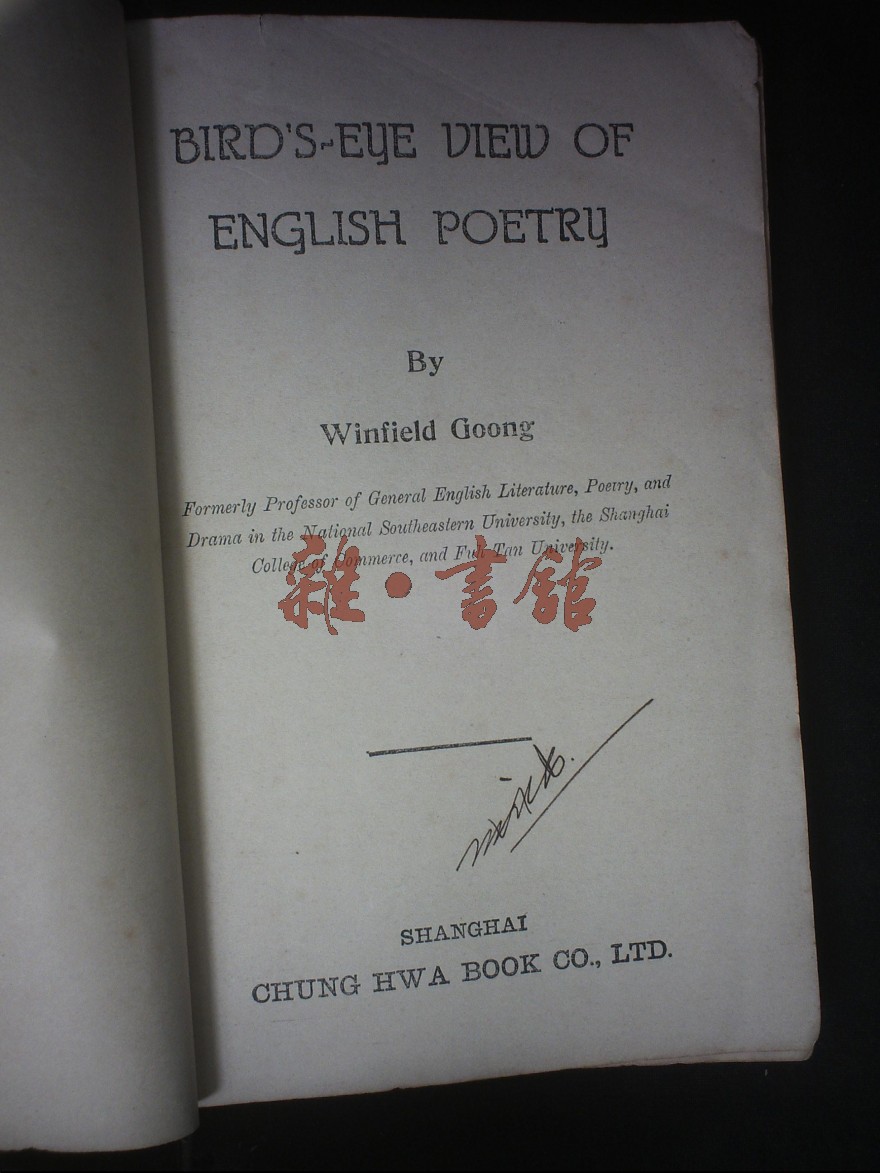 BIRD'S-EYE VIEW OF
ENGLISH POETRY
By
Winfield Goong
Formerly Professor of General English Literature, Poetry, and
Drama in the National Southeastern University, the Shanghai
College of Commerce, and Fuh Tan University.
雜·書館
SHANGHAI
CHUNG HWA BOOK CO., LTD.